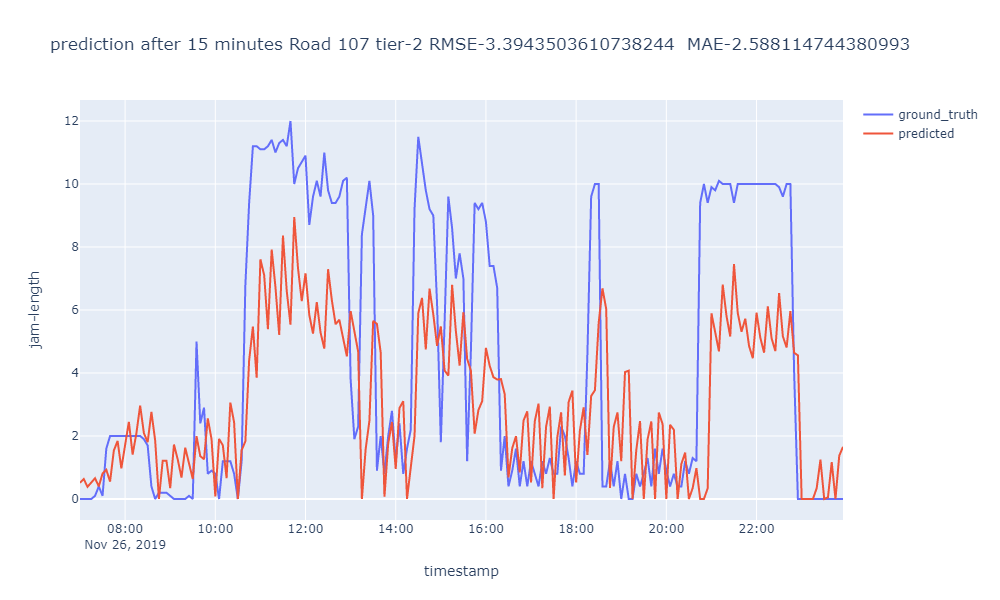 prediction after 15 minutes Road 107 tier-2 RMSE-3.3943503610738244  MAE-2.588114744380993
ground_truth
predicted
12
10
8
6
4
2
0
jam-length
08:00 10:00 12:00 14:00 16:00 18:00 20:00 22:00
Nov 26, 2019
timestamp